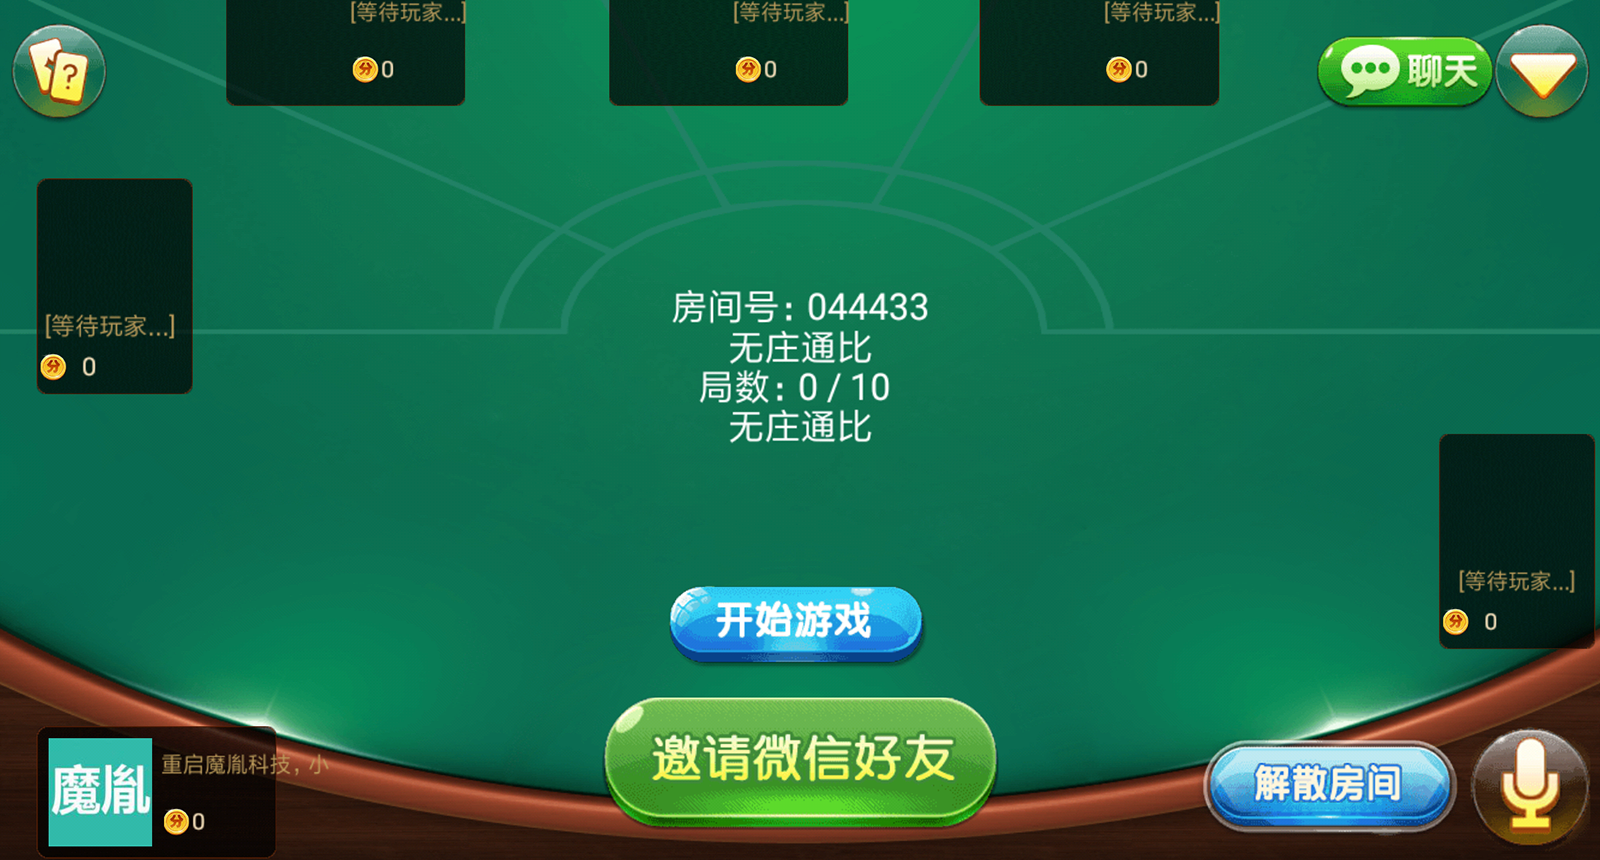 [等待玩家...]
分 0
[等待玩家...]
分 0
[等待玩家...]
分 0
?
聊天
[等待玩家...]
分 0
房间号: 044433
无庄通比
局数: 0 / 10
无庄通比
[等待玩家...]
分 0
开始游戏
邀请微信好友
魔胤
重启魔胤科技, 小
分 0
解散房间